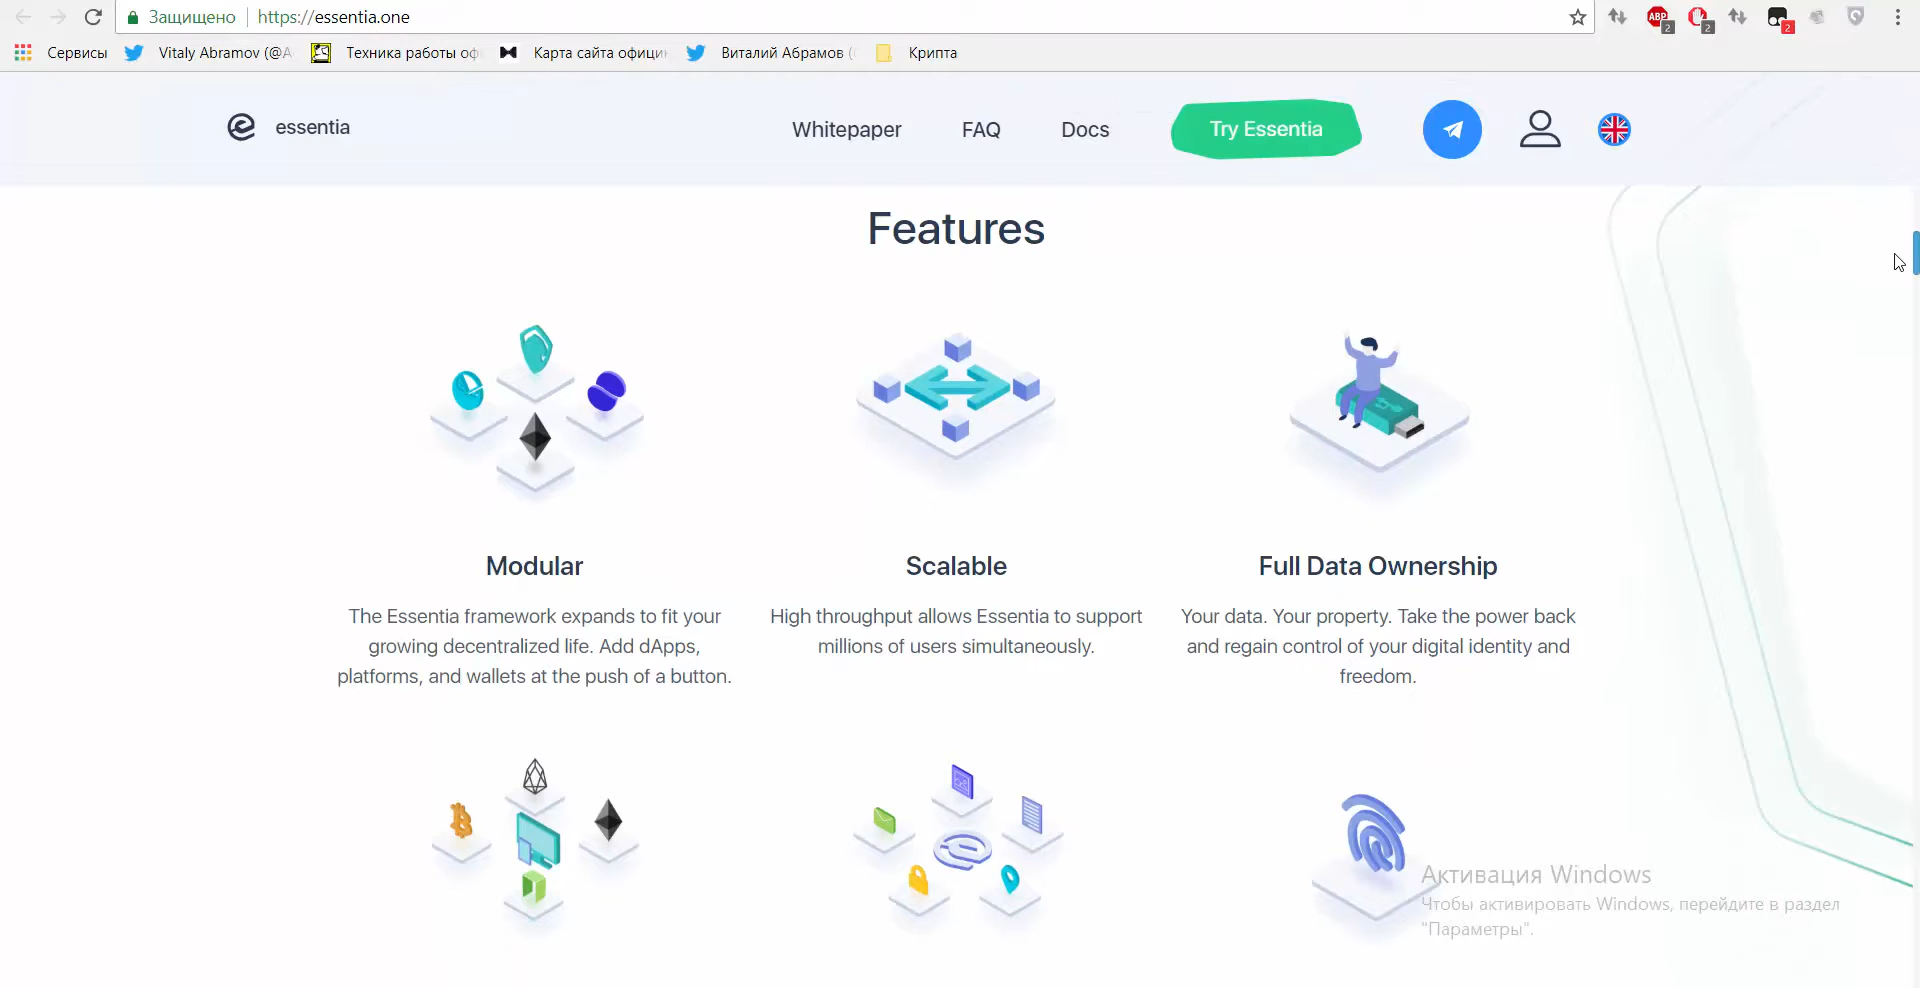 Защищено https://essentia.one
ABP 2 2 2
Сервисы Vitaly Abramov (@A Техника работы Карта сайта Виталий Абрамов ( Крипта
essentia Whitepaper FAQ Docs Try Essentia
Features
Modular
The Essentia framework expands to fit your
growing decentralized life. Add dApps,
platforms, and wallets at the push of a button.
Scalable
High throughput allows Essentia to support
millions of users simultaneously.
Full Data Ownership
Your data. Your property. Take the power back
and regain control of your digital identity and
freedom.
Активация Windows
Чтобы активировать Windows, перейдите в раздел
"Параметры".